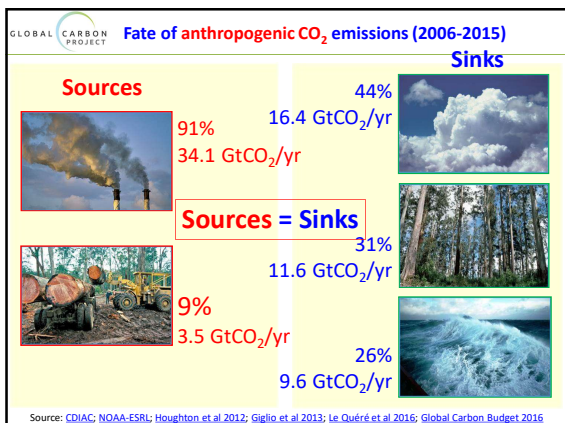 GLOBAL CARBON
PROJECT
Fate of anthropogenic CO₂ emissions (2006-2015)
Sources
91%
34.1 GtCO₂/yr
9%
3.5 GtCO₂/yr
Sources = Sinks
Sinks
44%
16.4 GtCO₂/yr
31%
11.6 GtCO₂/yr
26%
9.6 GtCO₂/yr
Source: CDIAC; NOAA-ESRL; Houghton et al 2012; Giglio et al 2013; Le Quéré et al 2016; Global Carbon Budget 2016